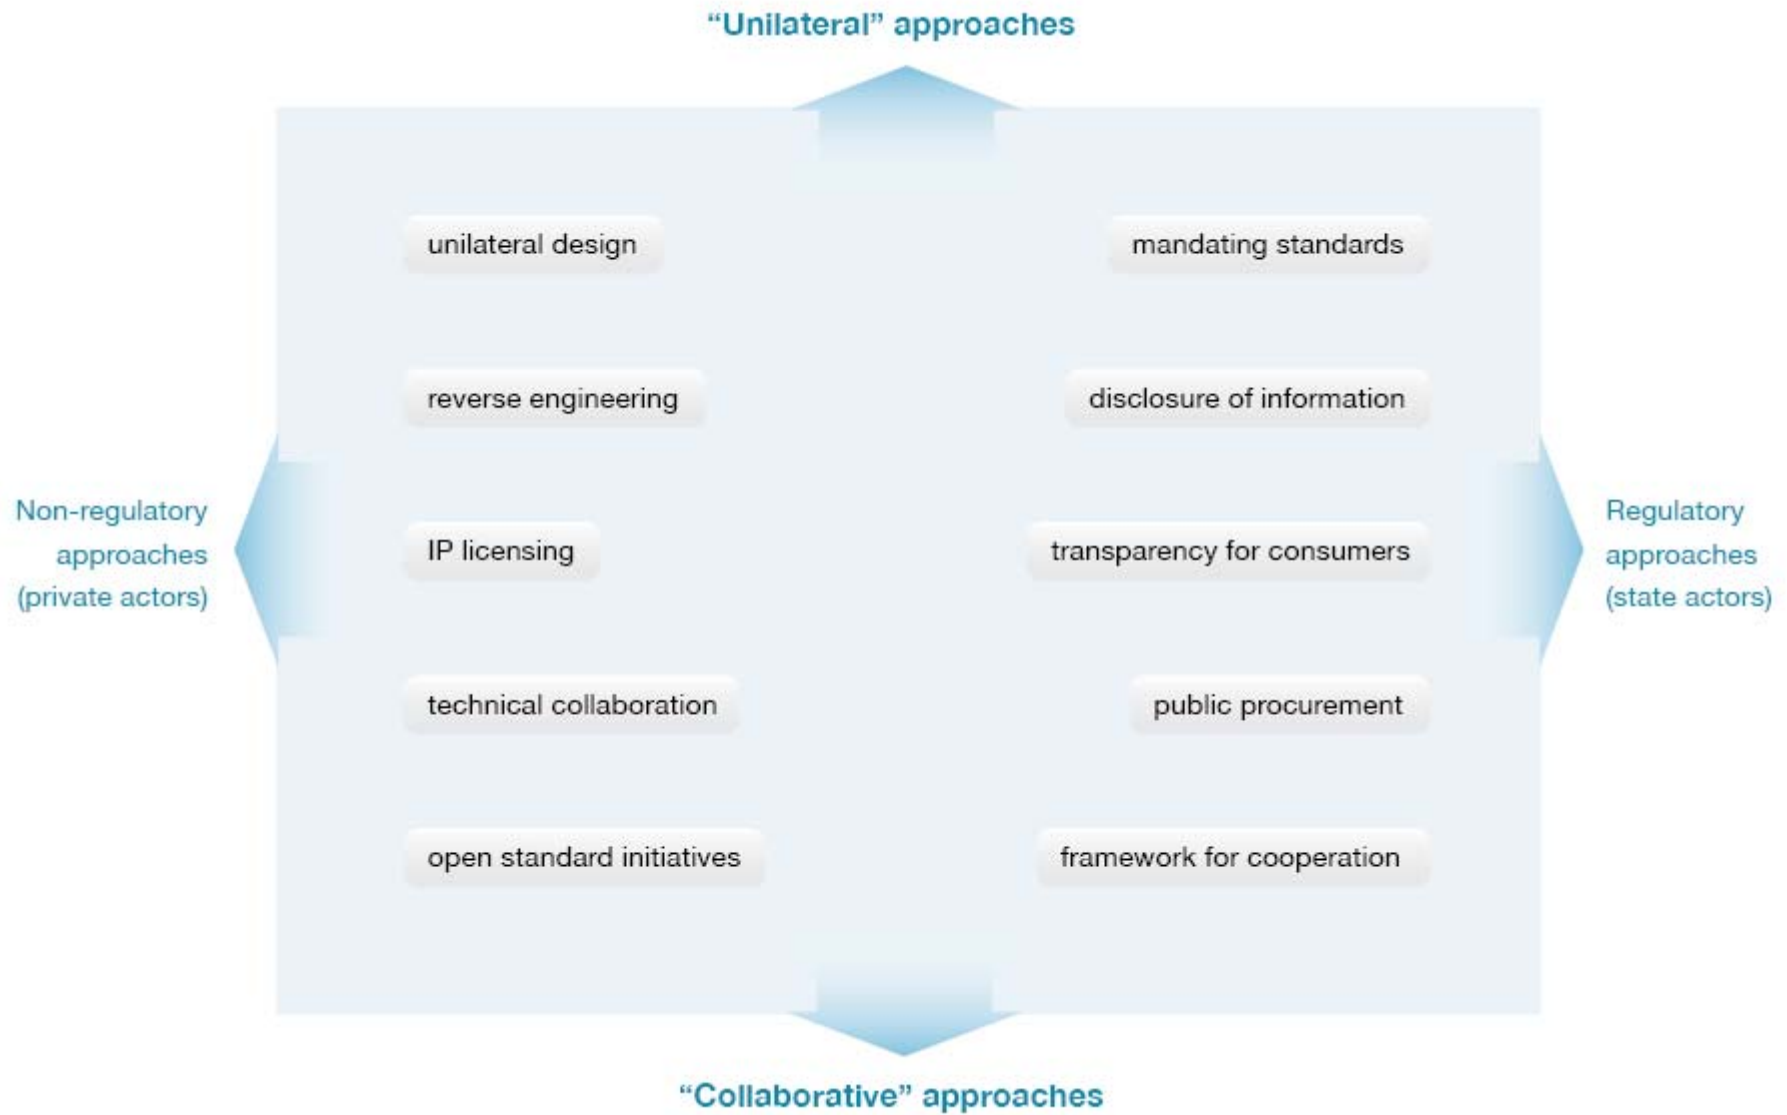 “Unilateral” approaches
unilateral design
mandating standards
reverse engineering
disclosure of information
Non-regulatory
approaches
(private actors)
IP licensing
transparency for consumers
Regulatory
approaches
(state actors)
technical collaboration
public procurement
open standard initiatives
framework for cooperation
“Collaborative” approaches